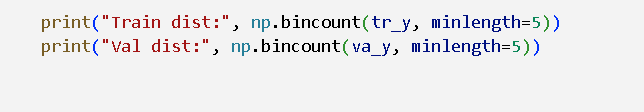 print("Train dist:", np.bincount(tr_y, minlength=5))
print("Val dist:", np.bincount(va_y, minlength=5))